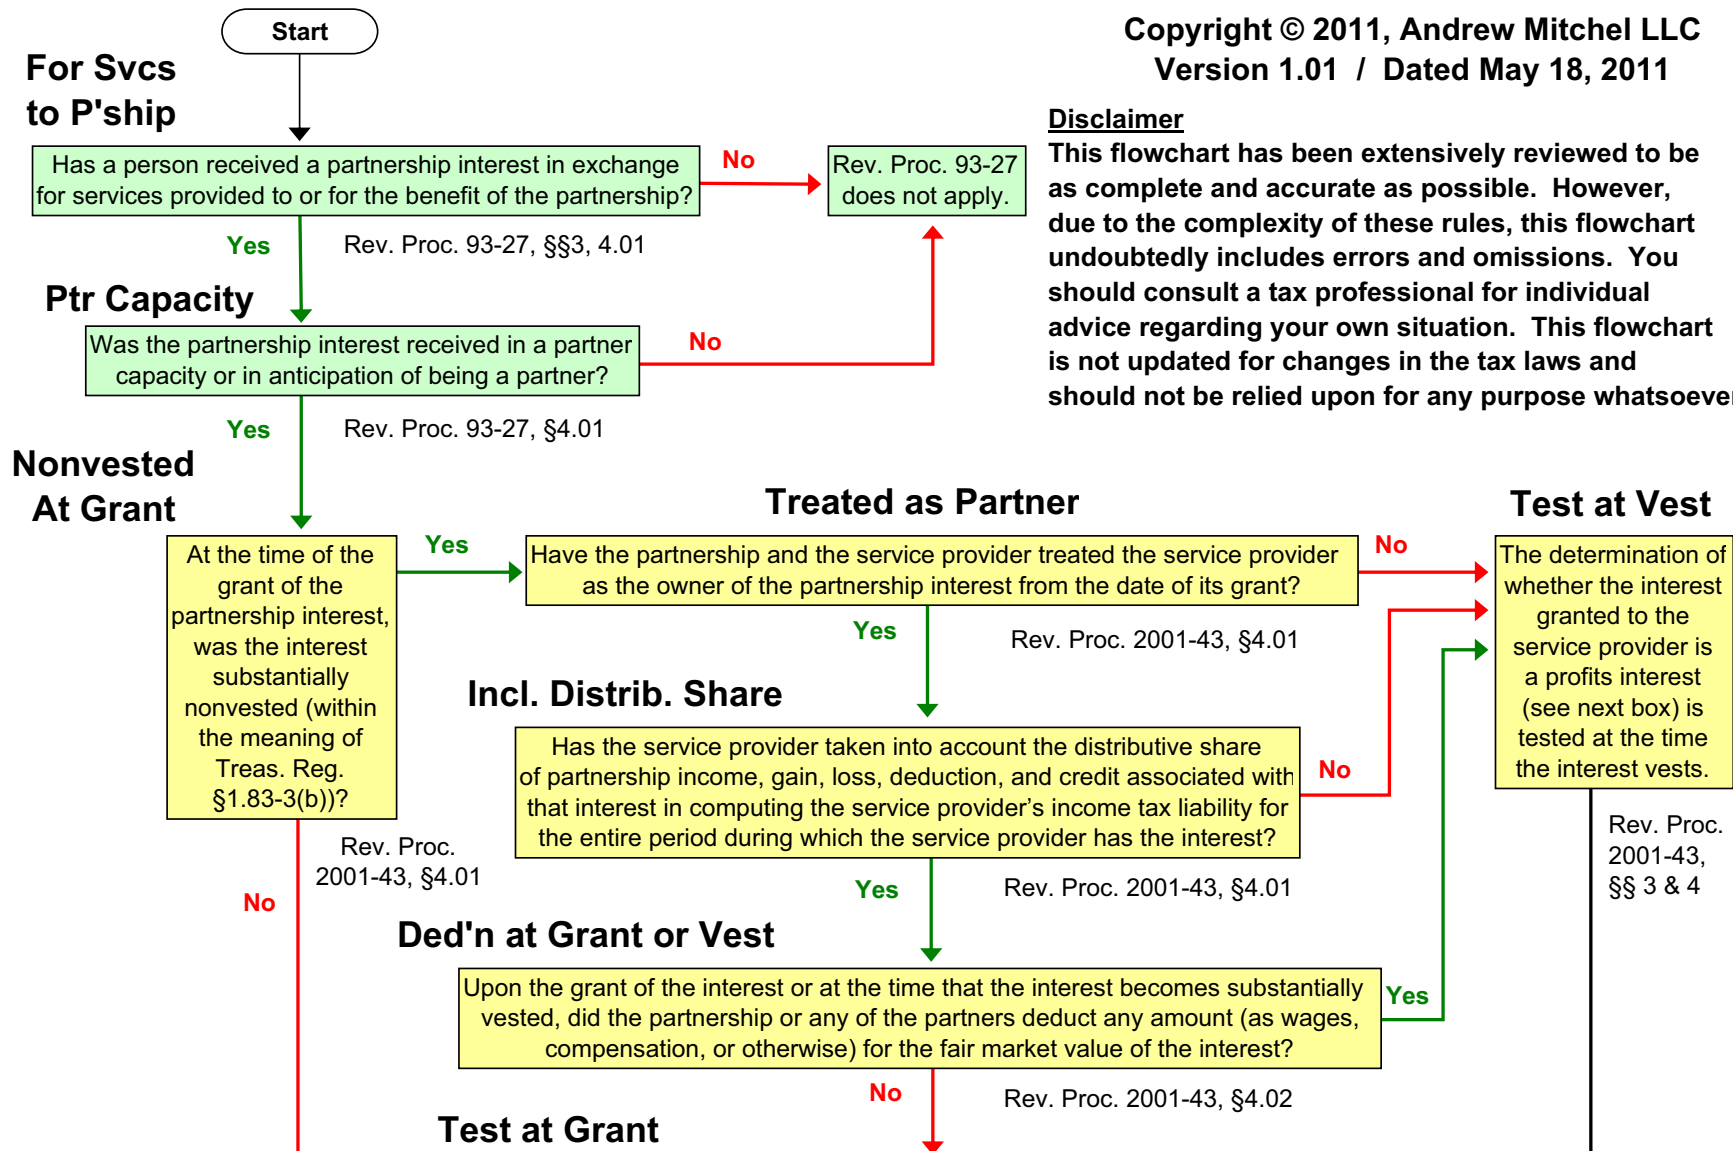 Start
Copyright © 2011, Andrew Mitchel LLC
Version 1.01 / Dated May 18, 2011
For Svcs
to P'ship
Disclaimer
This flowchart has been extensively reviewed to be
as complete and accurate as possible. However,
due to the complexity of these rules, this flowchart
undoubtedly includes errors and omissions. You
should consult a tax professional for individual
advice regarding your own situation. This flowchart
is not updated for changes in the tax laws and
should not be relied upon for any purpose whatsoever
Has a person received a partnership interest in exchange
for services provided to or for the benefit of the partnership?
No
Rev. Proc. 93-27
does not apply.
Yes
Rev. Proc. 93-27, §§3, 4.01
Ptr Capacity
Was the partnership interest received in a partner
capacity or in anticipation of being a partner?
No
Yes
Rev. Proc. 93-27, §4.01
Nonvested
At Grant
At the time of the
grant of the
partnership interest,
was the interest
substantially
nonvested (within
the meaning of
Treas. Reg.
§1.83-3(b))?
Yes
Rev. Proc.
2001-43, §4.01
No
Treated as Partner
Have the partnership and the service provider treated the service provider
as the owner of the partnership interest from the date of its grant?
No
Yes
Rev. Proc. 2001-43, §4.01
Test at Vest
The determination of
whether the interest
granted to the
service provider is
a profits interest
(see next box) is
tested at the time
the interest vests.
Rev. Proc.
2001-43,
§§ 3 & 4
Incl. Distrib. Share
Has the service provider taken into account the distributive share
of partnership income, gain, loss, deduction, and credit associated with
that interest in computing the service provider’s income tax liability for
the entire period during which the service provider has the interest?
No
Yes
Rev. Proc. 2001-43, §4.01
Ded'n at Grant or Vest
Upon the grant of the interest or at the time that the interest becomes substantially
vested, did the partnership or any of the partners deduct any amount (as wages,
compensation, or otherwise) for the fair market value of the interest?
Yes
No
Rev. Proc. 2001-43, §4.02
Test at Grant